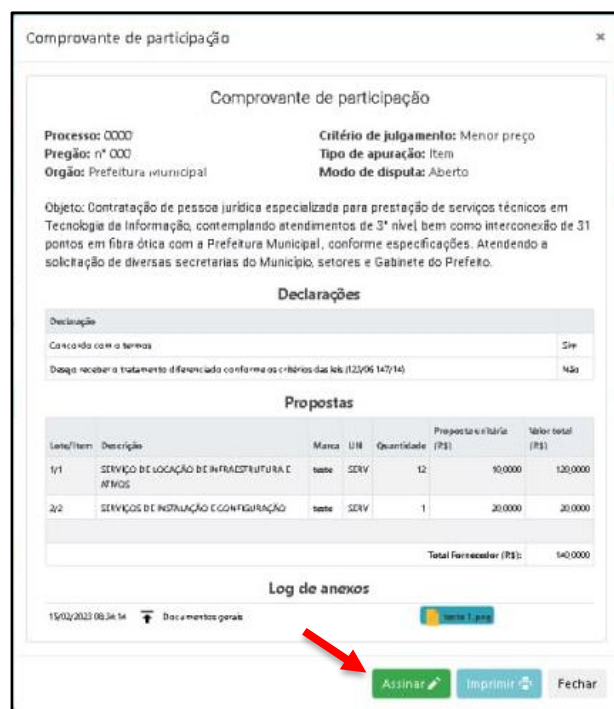 Comprovante de participação ×
Comprovante de participação
Processo: 0000 Critério de julgamento: Menor preço
Pregão: nº 000 Tipo de apuração: Item
Orgão: Prefeitura Municipal Modo de disputa: Aberto
Objeto: Contratação de pessoa jurídica especializada para prestação de serviços técnicos em
Tecnologia da Informação, contemplando atendimentos de 3° nível, bem como interconexão de 31
pontos em fibra ótica com a Prefeitura Municipal, conforme especificações. Atendendo a
solicitação de diversas secretarias do Município, setores e Gabinete do Prefeito.
Declarações
Declaração
Concordo com o termos Sim
Desejo receber o tratamento diferenciado conforme os critérios das leis (123/06 147/14) Não
Propostas
Lote/Item Descrição Marca UN Quantidade Proposta unitária (R$) Valor total (R$)
1/1 SERVIÇO DE LOCAÇÃO DE INFRAESTRUTURA E teste SERV 12 10,0000 120,0000
ATIVOS
2/2 SERVIÇOS DE INSTALAÇÃO E CONFIGURAÇÃO teste SERV 1 20,0000 20,0000
Total Fornecedor (R$): 140,0000
Log de anexos
15/02/2023 08:34:14 Documentos gerais teste 1.png
Assinar Imprimir Fechar